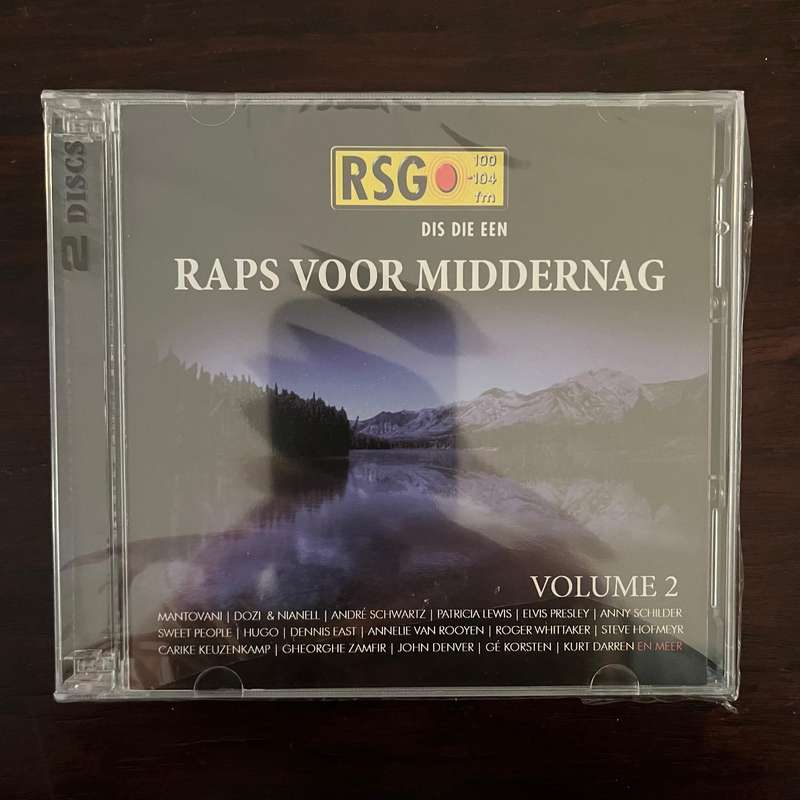 2 DISCS
RSG
100
-104
fm
DIS DIE EEN
RAPS VOOR MIDDERNAG
VOLUME 2
MANTOVANI | DOZI & NIANELL | ANDRÉ SCHWARTZ | PATRICIA LEWIS | ELVIS PRESLEY | ANNY SCHILDER
SWEET PEOPLE | HUGO | DENNIS EAST | ANNELIE VAN ROOYEN | ROGER WHITTAKER | STEVE HOFMEYR
CARIKE KEUZENKAMP | GHEORGHE ZAMFIR | JOHN DENVER | GÉ KORSTEN | KURT DARREN EN MEER